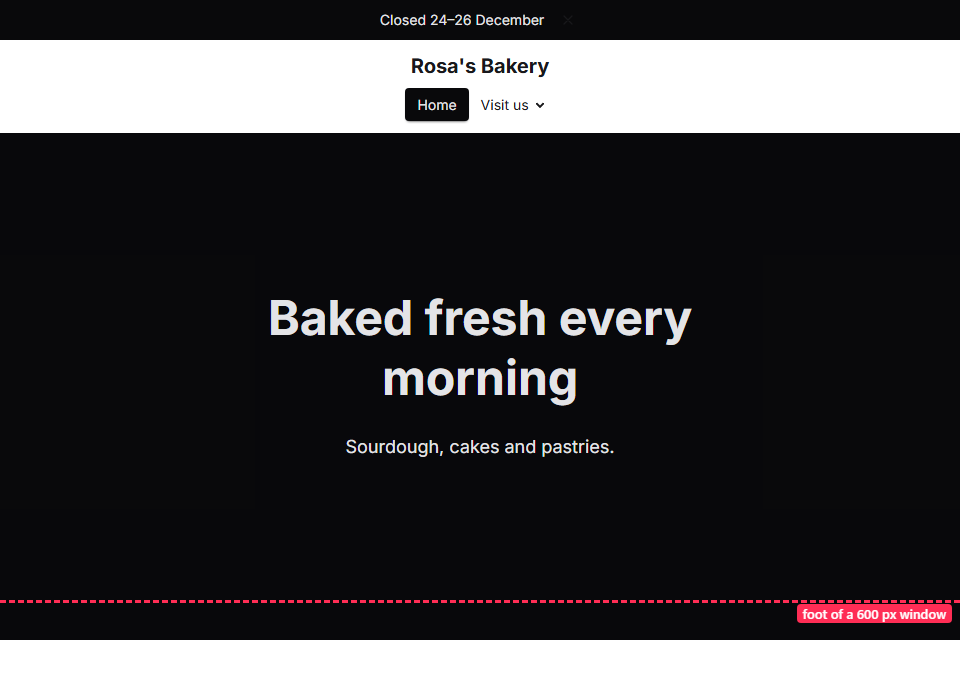 Closed 24–26 December ×
Rosa's Bakery
Home Visit us
Baked fresh every
morning
Sourdough, cakes and pastries.
foot of a 600 px window